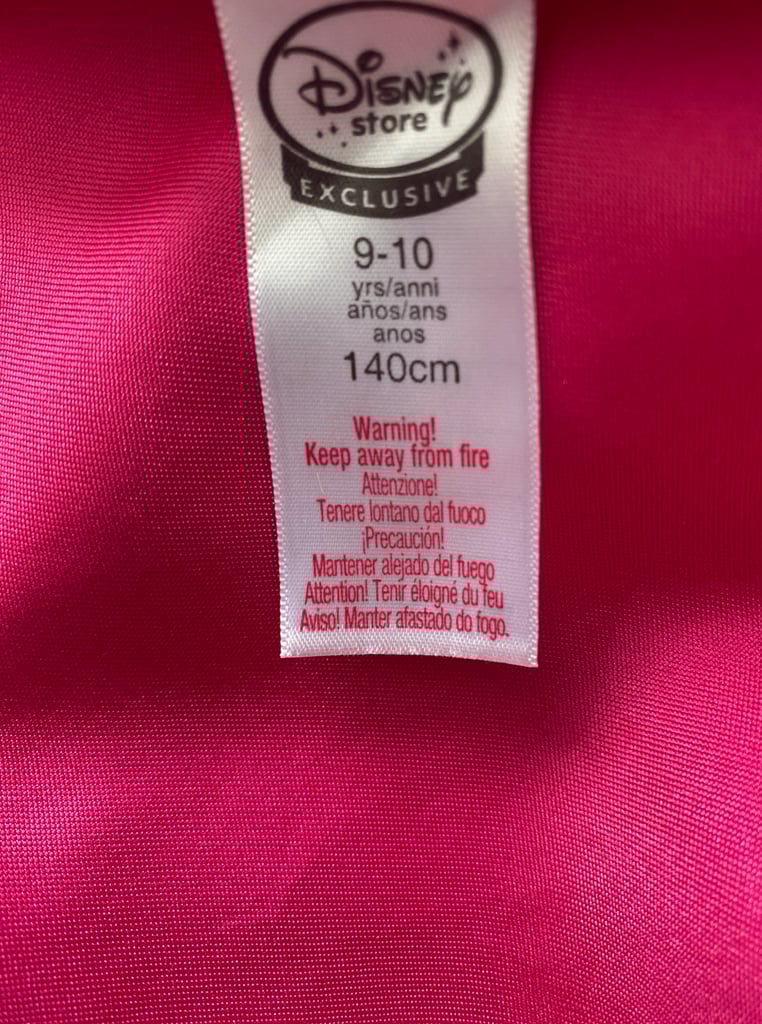 Disney
store
EXCLUSIVE
9-10
yrs/anni
años/ans
anos
140cm
Warning!
Keep away from fire
Attenzione!
Tenere lontano dal fuoco
¡Precaución!
Mantener alejado del fuego
Attention! Tenir éloigné du feu
Aviso! Manter afastado do fogo.